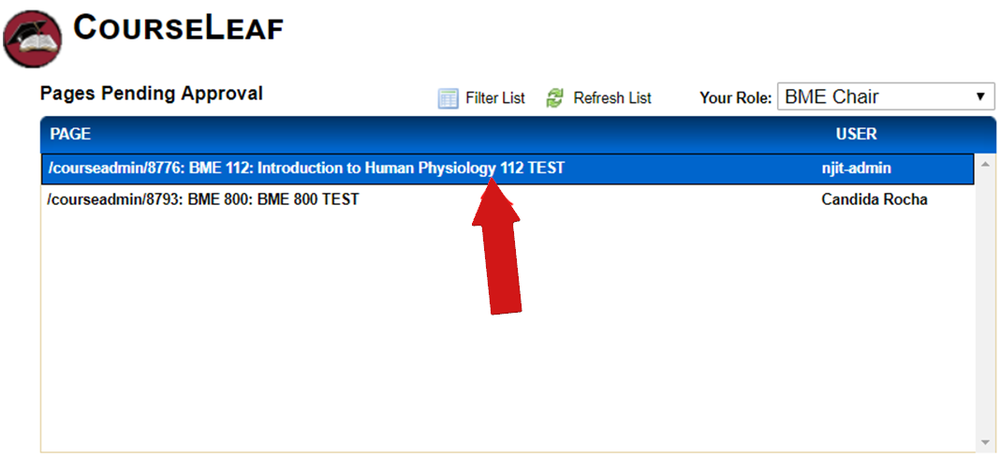 COURSELEAF
Pages Pending Approval Filter List Refresh List Your Role: BME Chair
PAGE USER
/courseadmin/8776: BME 112: Introduction to Human Physiology 112 TEST njit-admin
/courseadmin/8793: BME 800: BME 800 TEST Candida Rocha